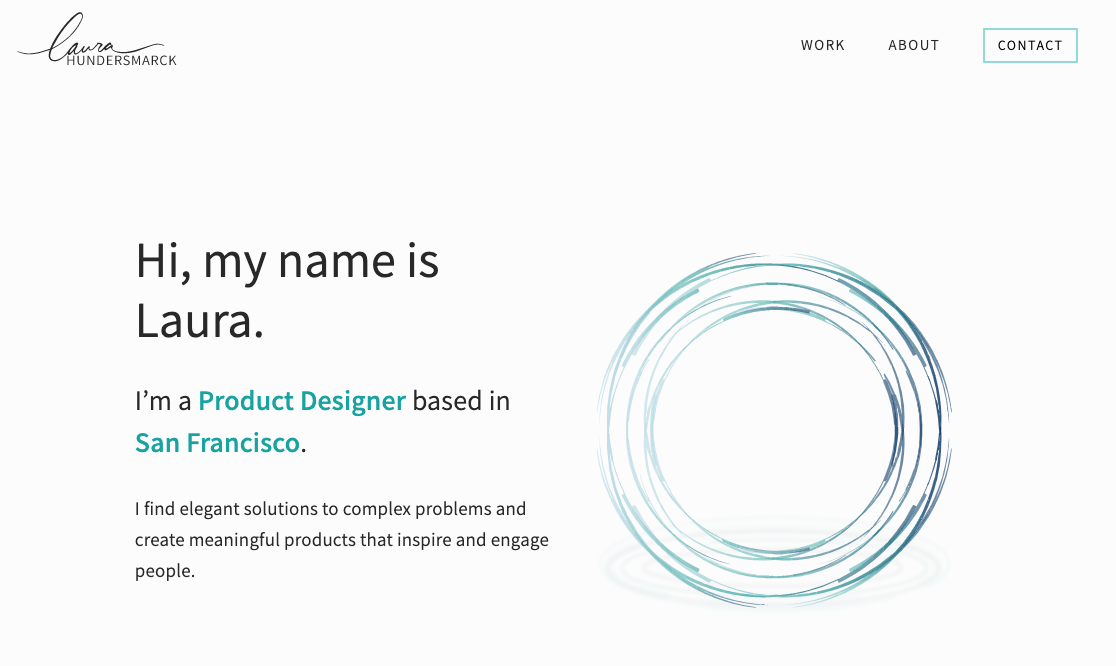 laura
HUNDERSMARCK
WORK
ABOUT
CONTACT
Hi, my name is
Laura.
I’m a Product Designer based in
San Francisco.
I find elegant solutions to complex problems and
create meaningful products that inspire and engage
people.